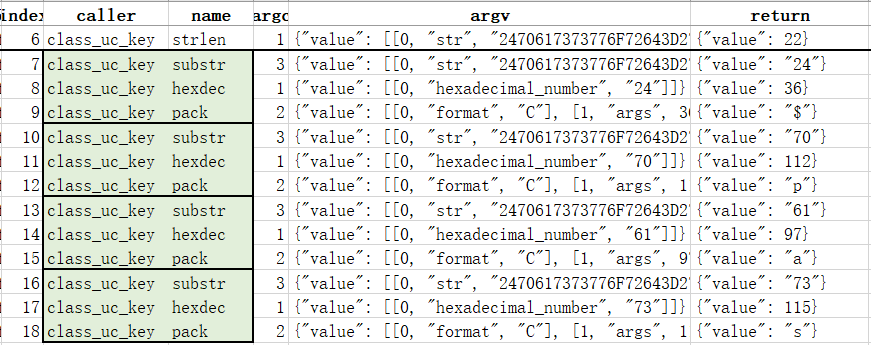 index caller name argc argv return
6 class_uc_key strlen 1 {"value": [[0, "str", "2470617373776F72643D2 {"value": 22}
7 class_uc_key substr 3 {"value": [[0, "str", "2470617373776F72643D2 {"value": "24"}
8 class_uc_key hexdec 1 {"value": [[0, "hexadecimal_number", "24"]]} {"value": 36}
9 class_uc_key pack 2 {"value": [[0, "format", "C"], [1, "args", 36 {"value": "$"}
10 class_uc_key substr 3 {"value": [[0, "str", "2470617373776F72643D2 {"value": "70"}
11 class_uc_key hexdec 1 {"value": [[0, "hexadecimal_number", "70"]]} {"value": 112}
12 class_uc_key pack 2 {"value": [[0, "format", "C"], [1, "args", 1 {"value": "p"}
13 class_uc_key substr 3 {"value": [[0, "str", "2470617373776F72643D2 {"value": "61"}
14 class_uc_key hexdec 1 {"value": [[0, "hexadecimal_number", "61"]]} {"value": 97}
15 class_uc_key pack 2 {"value": [[0, "format", "C"], [1, "args", 97 {"value": "a"}
16 class_uc_key substr 3 {"value": [[0, "str", "2470617373776F72643D2 {"value": "73"}
17 class_uc_key hexdec 1 {"value": [[0, "hexadecimal_number", "73"]]} {"value": 115}
18 class_uc_key pack 2 {"value": [[0, "format", "C"], [1, "args", 1 {"value": "s"}